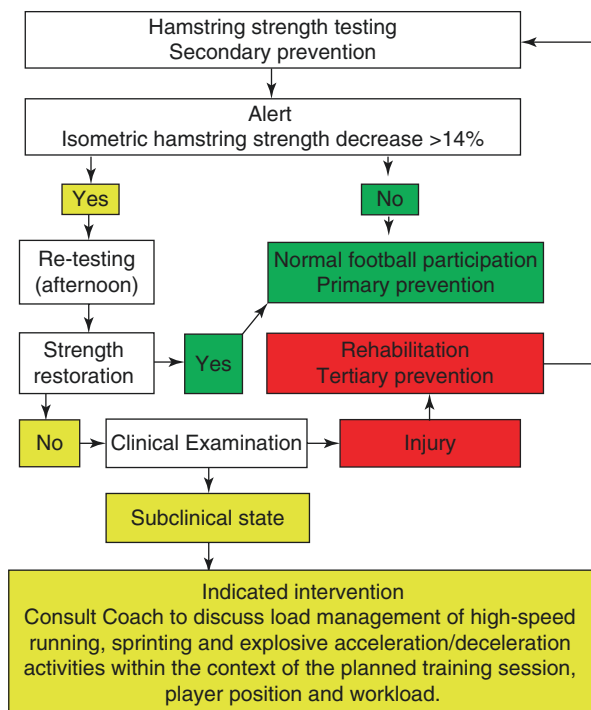 Hamstring strength testing
Secondary prevention
Alert
Isometric hamstring strength decrease >14%
Yes
No
Re-testing
(afternoon)
Normal football participation
Primary prevention
Strength
restoration
Yes
Rehabilitation
Tertiary prevention
No
Clinical Examination
Injury
Subclinical state
Indicated intervention
Consult Coach to discuss load management of high-speed
running, sprinting and explosive acceleration/deceleration
activities within the context of the planned training session,
player position and workload.